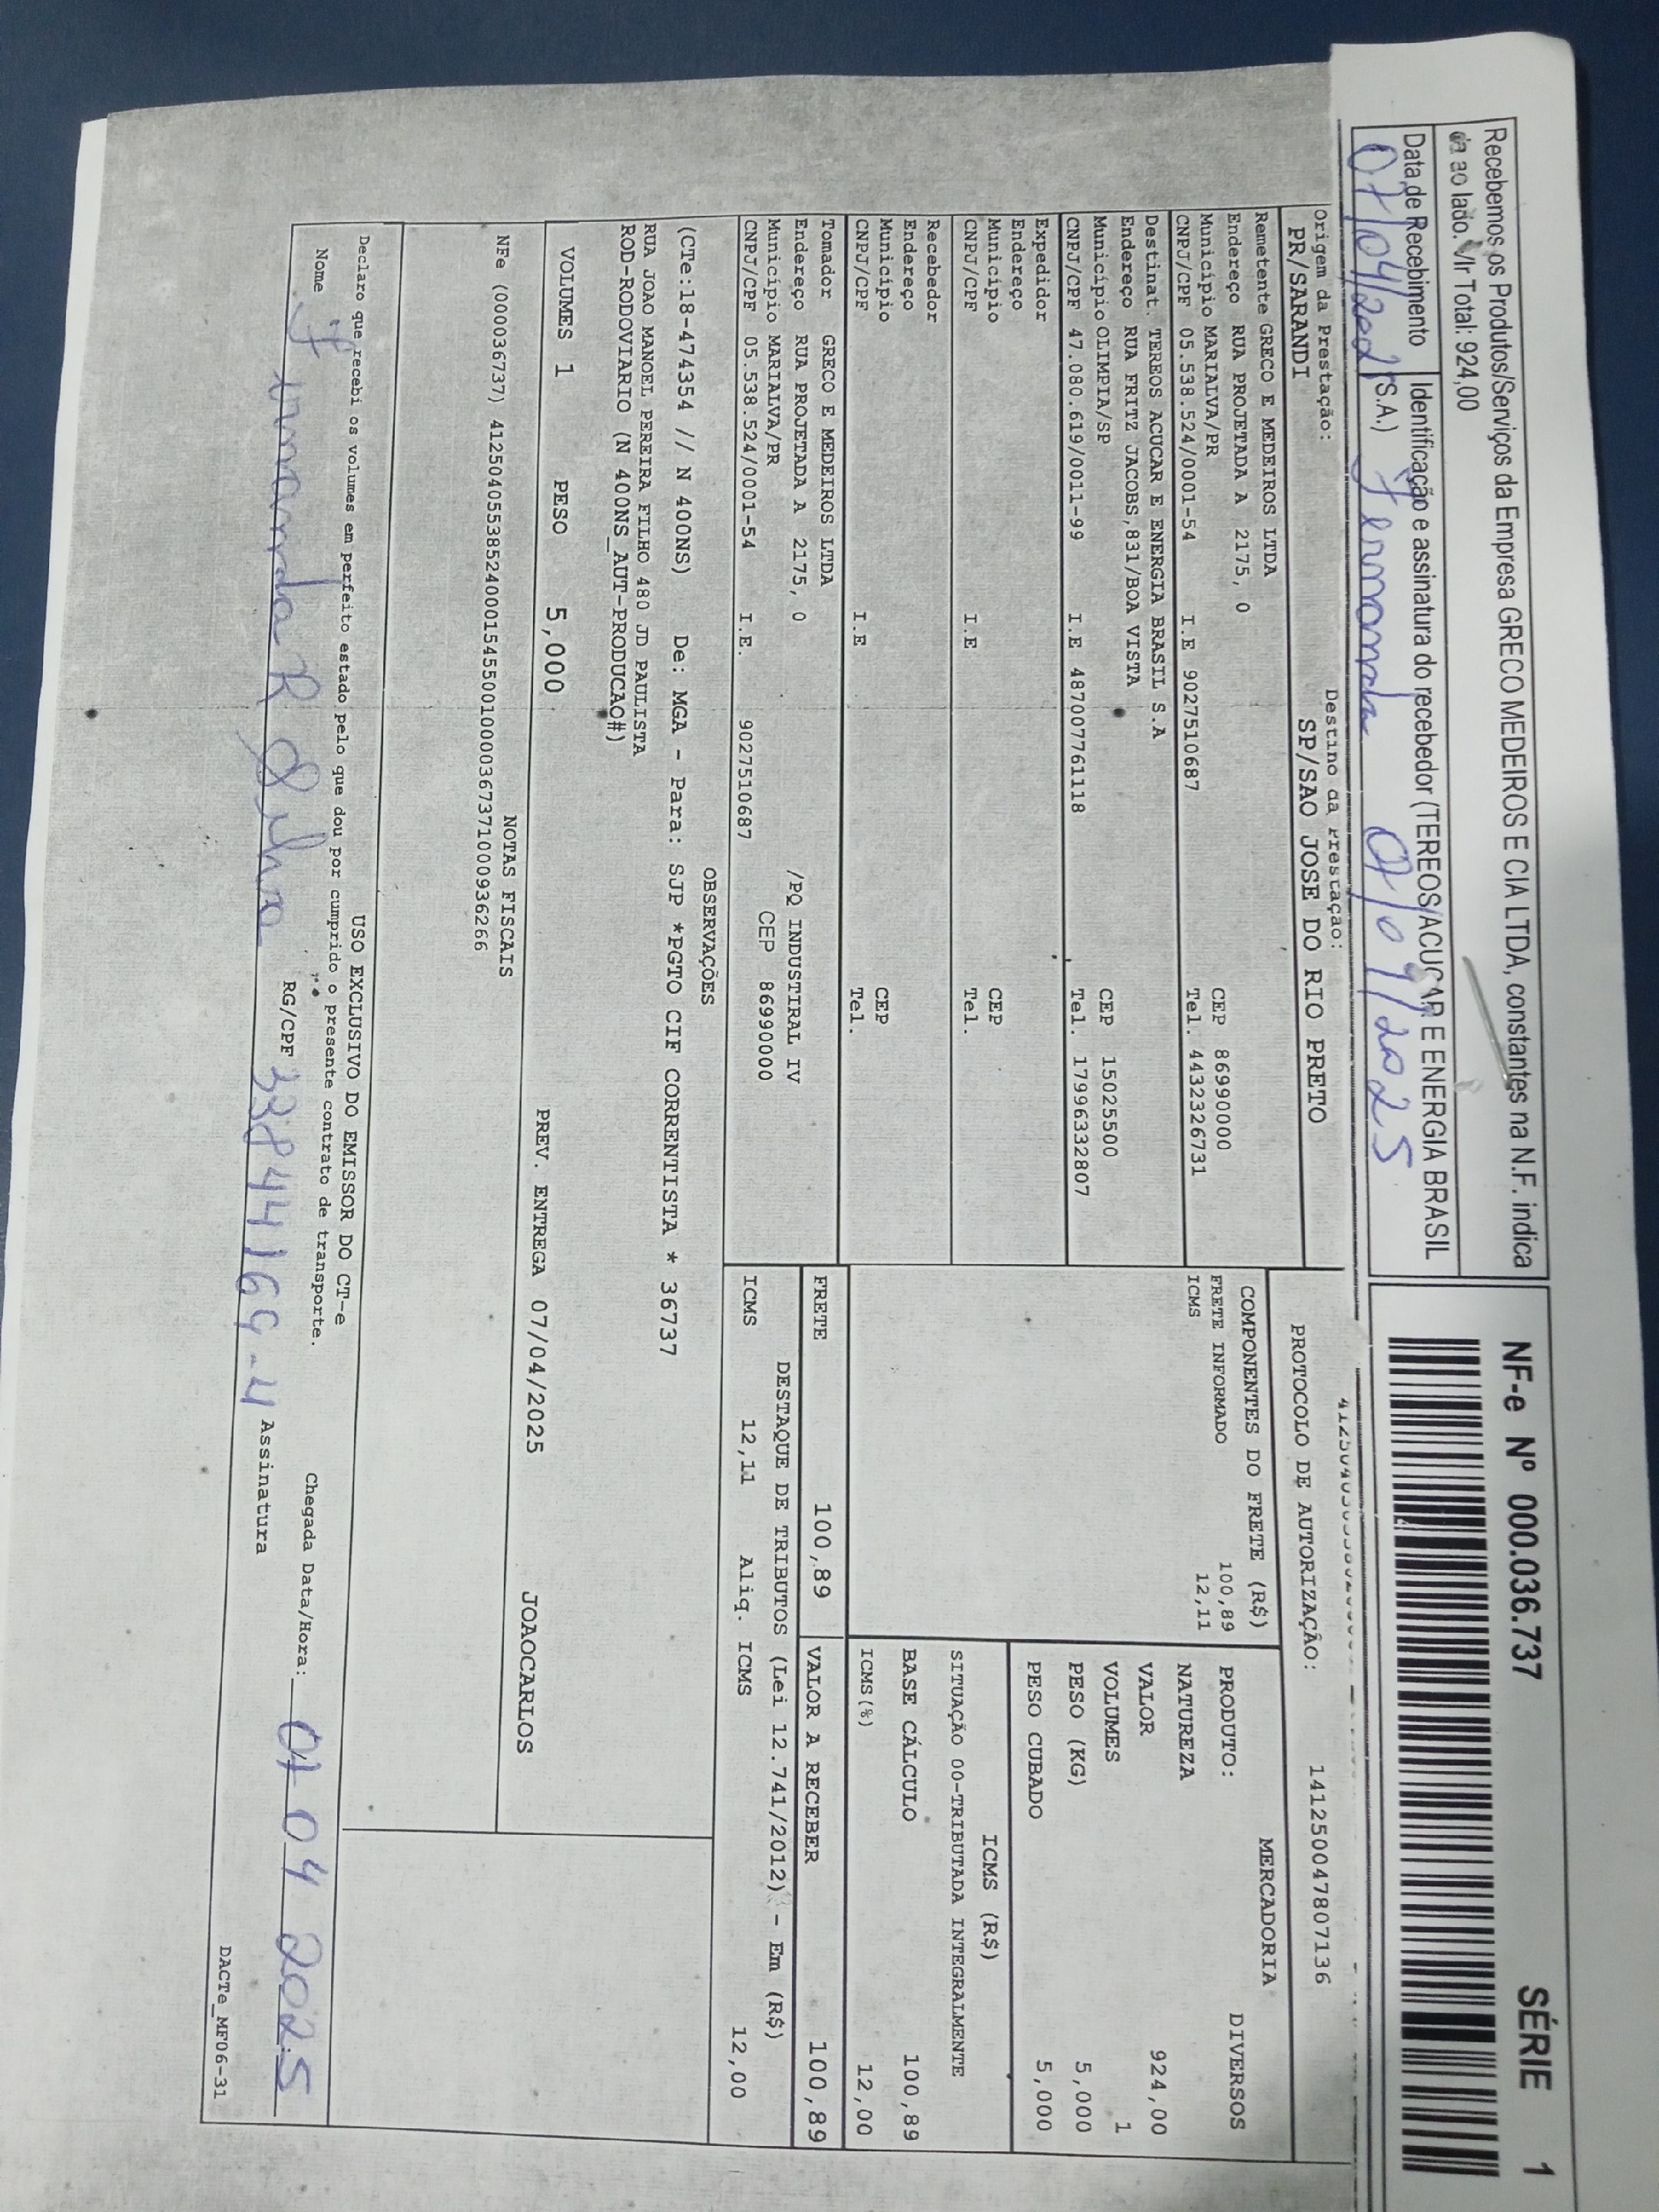 Recebemos os Produtos/Serviços da Empresa GRECO MEDEIROS E CIA LTDA, constantes na N.F. indica
da ao lado. Vlr Total: 924,00
Data de Recebimento Identificação e assinatura do recebedor (TEREOS ACUCAR E ENERGIA BRASIL
S.A.)
07/04/2025 Fernanda 07/04/2025
NF-e Nº 000.036.737 SÉRIE 1
Origem da Prestação: Destino da Prestação:
PR/SARANDI SP/SAO JOSE DO RIO PRETO
PROTOCOLO DE AUTORIZAÇÃO: 141250047807136
Remetente GRECO E MEDEIROS LTDA
Endereço RUA PROJETADA A 2175, 0 CEP 86990000
Município MARIALVA/PR Tel. 4432326731
CNPJ/CPF 05.538.524/0001-54 I.E 9027510687
Destinat. TEREOS ACUCAR E ENERGIA BRASIL S.A
Endereço RUA FRITZ JACOBS,831/BOA VISTA
Município OLIMPIA/SP CEP 15025500
CNPJ/CPF 47.080.619/0011-99 I.E 487007761118 Tel. 17996332807
Expedidor
Endereço
Município CEP
CNPJ/CPF I.E Tel.
Recebedor
Endereço
Município CEP
CNPJ/CPF I.E Tel.
Tomador GRECO E MEDEIROS LTDA
Endereço RUA PROJETADA A 2175, 0 /PQ INDUSTIRAL IV
Município MARIALVA/PR CEP 86990000
CNPJ/CPF 05.538.524/0001-54 I.E. 9027510687
COMPONENTES DO FRETE (R$)
FRETE INFORMADO 100,89
ICMS 12,11
MERCADORIA
PRODUTO: DIVERSOS
NATUREZA
VALOR 924,00
VOLUMES 1
PESO (KG) 5,000
PESO CUBADO 5,000
ICMS (R$)
SITUAÇÃO 00-TRIBUTADA INTEGRALMENTE
BASE CÁLCULO 100,89
ICMS(%) 12,00
FRETE 100,89 VALOR A RECEBER 100,89
DESTAQUE DE TRIBUTOS (Lei 12.741/2012) - Em (R$)
ICMS 12,11 Aliq. ICMS 12,00
OBSERVAÇÕES
(CTe:18-474354 // N 400NS) De: MGA - Para: SJP *PGTO CIF CORRENTISTA * 36737
RUA JOAO MANOEL PEREIRA FILHO 480 JD PAULISTA
ROD-RODOVIARIO (N 400NS_AUT-PRODUCAO#)
VOLUMES 1 PESO 5,000 PREV. ENTREGA 07/04/2025 JOAOCARLOS
NOTAS FISCAIS
NFe (000036737) 41250405538524000154550010000367371000936266
USO EXCLUSIVO DO EMISSOR DO CT-e
Declaro que recebi os volumes em perfeito estado pelo que dou por cumprido o presente contrato de transporte.
Nome Fernanda R Silva RG/CPF 33844169-4 Assinatura
Chegada Data/Hora: 07 04 2025
DACTe_MF06-31